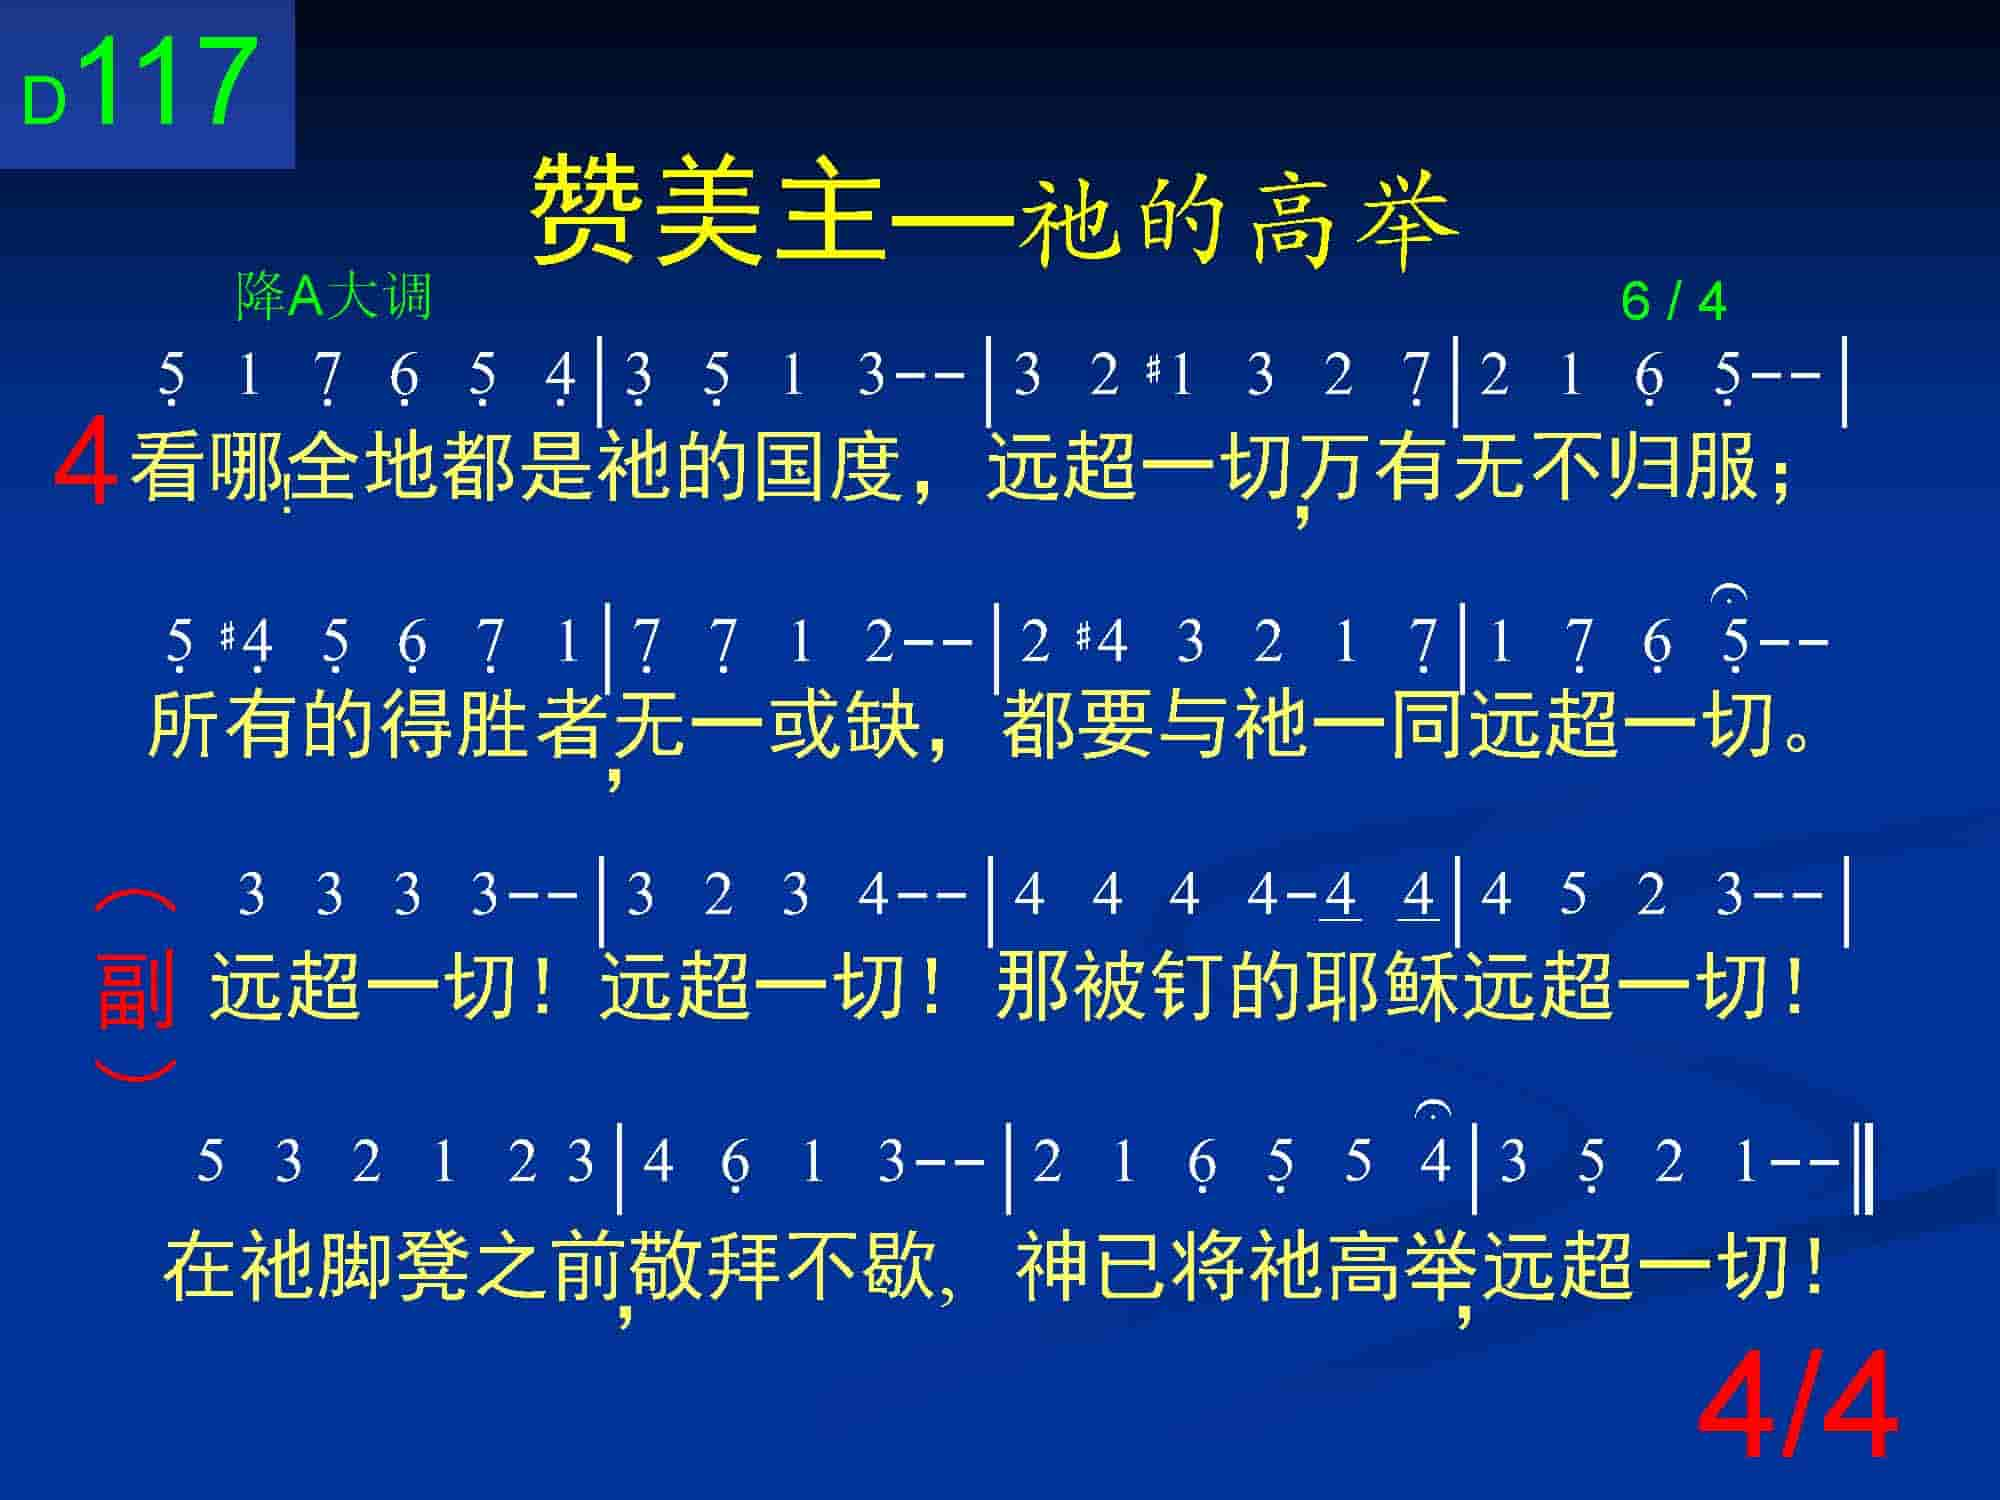 D117
赞美主—祂的高举
降A大调 6 / 4
5̣ 1 7̣ 6̣ 5̣ 4̣ | 3̣ 5̣ 1 3-- | 3 2 #1 3 2 7̣ | 2 1 6̣ 5̣-- |
4 看哪!全地都是祂的国度，远超一切,万有无不归服；
5̣ #4̣ 5̣ 6̣ 7̣ 1 | 7̣ 7̣ 1 2-- | 2 #4 3 2 1 7̣ | 1 7̣ 6̣ 5̣--
所有的得胜者,无一或缺，都要与祂一同远超一切。
3 3 3 3-- | 3 2 3 4-- | 4 4 4 4-4 4 | 4 5 2 3-- |
（副） 远超一切！远超一切！那被钉的耶稣远超一切！
5 3 2 1 2 3 | 4 6̣ 1 3-- | 2 1 6̣ 5̣ 5 4 | 3 5̣ 2 1-- ‖
在祂脚凳之前,敬拜不歇, 神已将祂高举,远超一切！
4/4